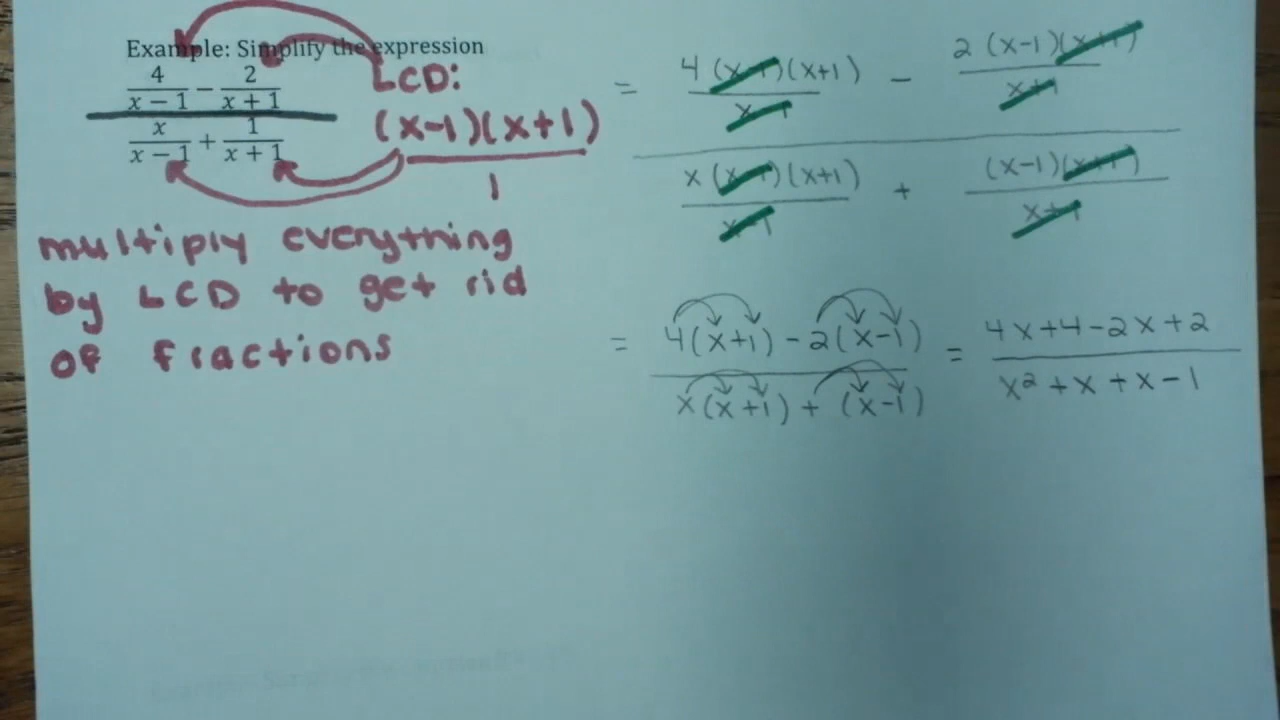 Example: Simplify the expression
4/(x − 1) − 2/(x + 1)
x/(x − 1) + 1/(x + 1)
LCD:
(x-1)(x+1)
1
multiply everything
by LCD to get rid
of fractions
= 4(x-1)(x+1)/(x-1) − 2(x-1)(x+1)/(x+1)
x(x-1)(x+1)/(x-1) + (x-1)(x+1)/(x+1)
= 4(x+1) - 2(x-1) = 4x+4-2x+2
x(x+1) + (x-1) x²+x+x-1